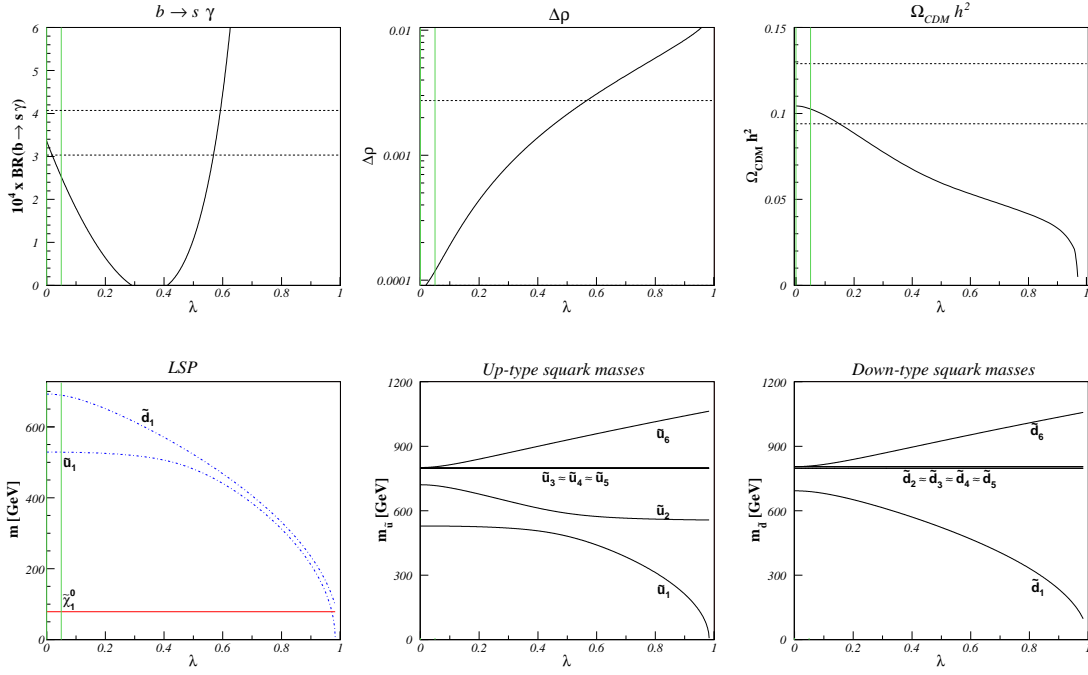 b → s γ
6
5
4
3
2
1
0
0 0.2 0.4 0.6 0.8 1
λ
10⁴ x BR(b → s γ)
Δρ
0.01
0.001
0.0001
0 0.2 0.4 0.6 0.8 1
λ
Δρ
Ω_CDM h²
0.15
0.1
0.05
0
0 0.2 0.4 0.6 0.8 1
λ
Ω_CDM h²
LSP
600
400
200
0
0 0.2 0.4 0.6 0.8 1
λ
m [GeV]
d̃₁
ũ₁
χ̃₁⁰
Up-type squark masses
1200
900
600
300
0
0 0.2 0.4 0.6 0.8 1
λ
m_ũ [GeV]
ũ₆
ũ₃ ≈ ũ₄ ≈ ũ₅
ũ₂
ũ₁
Down-type squark masses
1200
900
600
300
0
0 0.2 0.4 0.6 0.8 1
λ
m_d̃ [GeV]
d̃₆
d̃₂ ≈ d̃₃ ≈ d̃₄ ≈ d̃₅
d̃₁